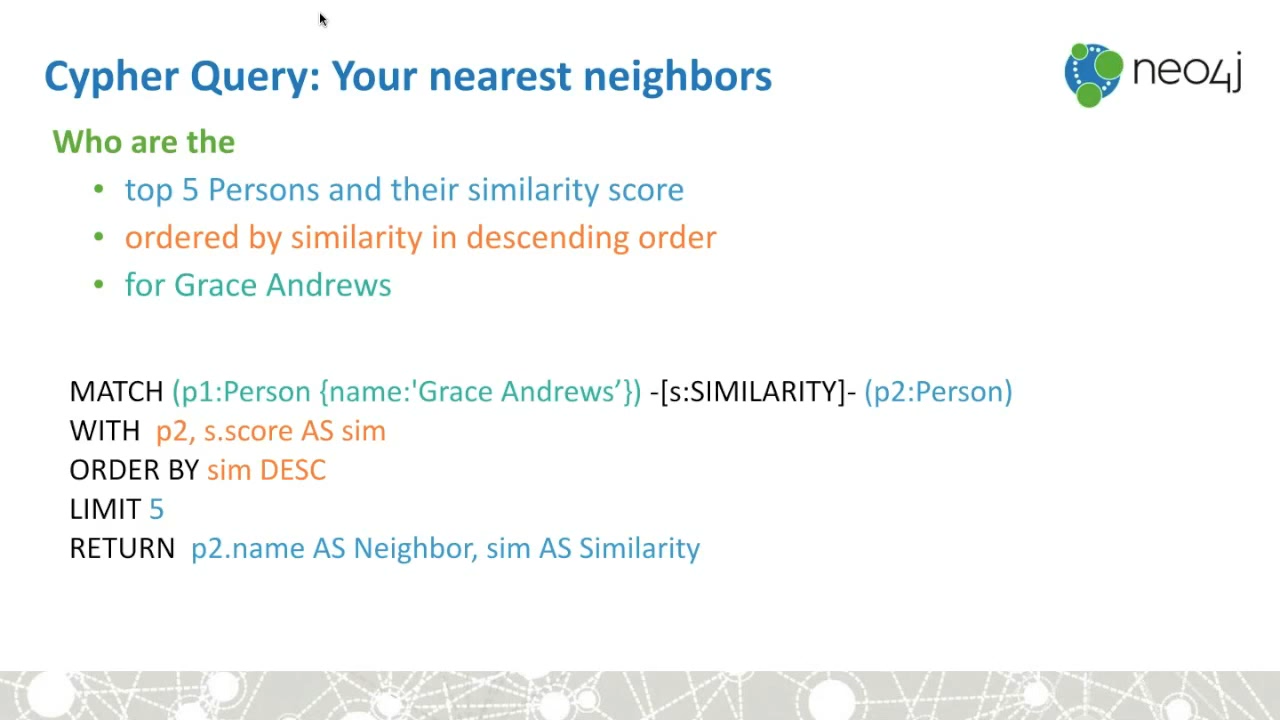 Cypher Query: Your nearest neighbors
neo4j
Who are the
• top 5 Persons and their similarity score
• ordered by similarity in descending order
• for Grace Andrews
MATCH (p1:Person {name:'Grace Andrews’}) -[s:SIMILARITY]- (p2:Person)
WITH p2, s.score AS sim
ORDER BY sim DESC
LIMIT 5
RETURN p2.name AS Neighbor, sim AS Similarity